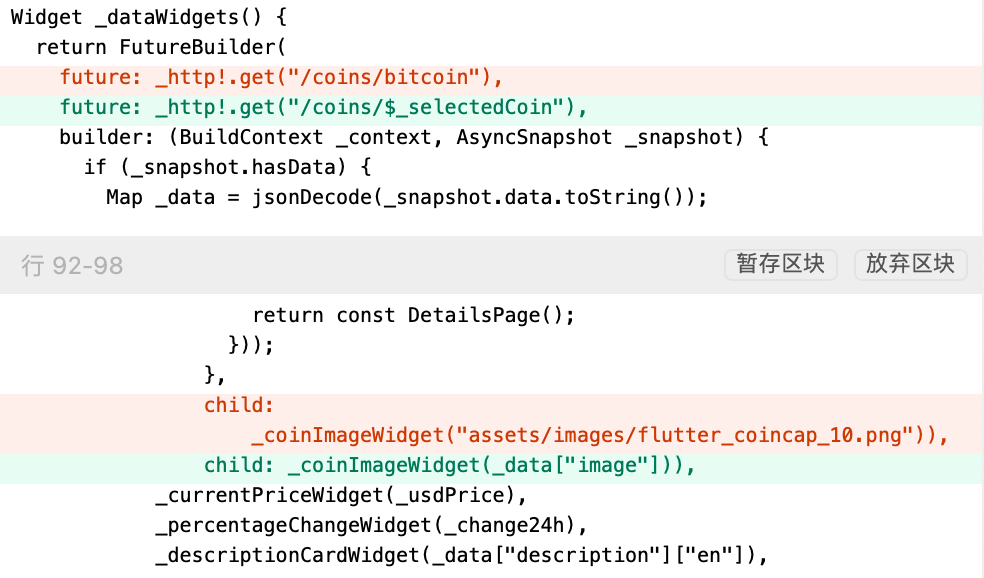 Widget _dataWidgets() {
  return FutureBuilder(
    future: _http!.get("/coins/bitcoin"),
    future: _http!.get("/coins/$_selectedCoin"),
    builder: (BuildContext _context, AsyncSnapshot _snapshot) {
      if (_snapshot.hasData) {
        Map _data = jsonDecode(_snapshot.data.toString());
行 92-98 暂存区块 放弃区块
                    return const DetailsPage();
                  }));
                },
                child:
                    _coinImageWidget("assets/images/flutter_coincap_10.png")),
                child: _coinImageWidget(_data["image"])),
            _currentPriceWidget(_usdPrice),
            _percentageChangeWidget(_change24h),
            _descriptionCardWidget(_data["description"]["en"]),